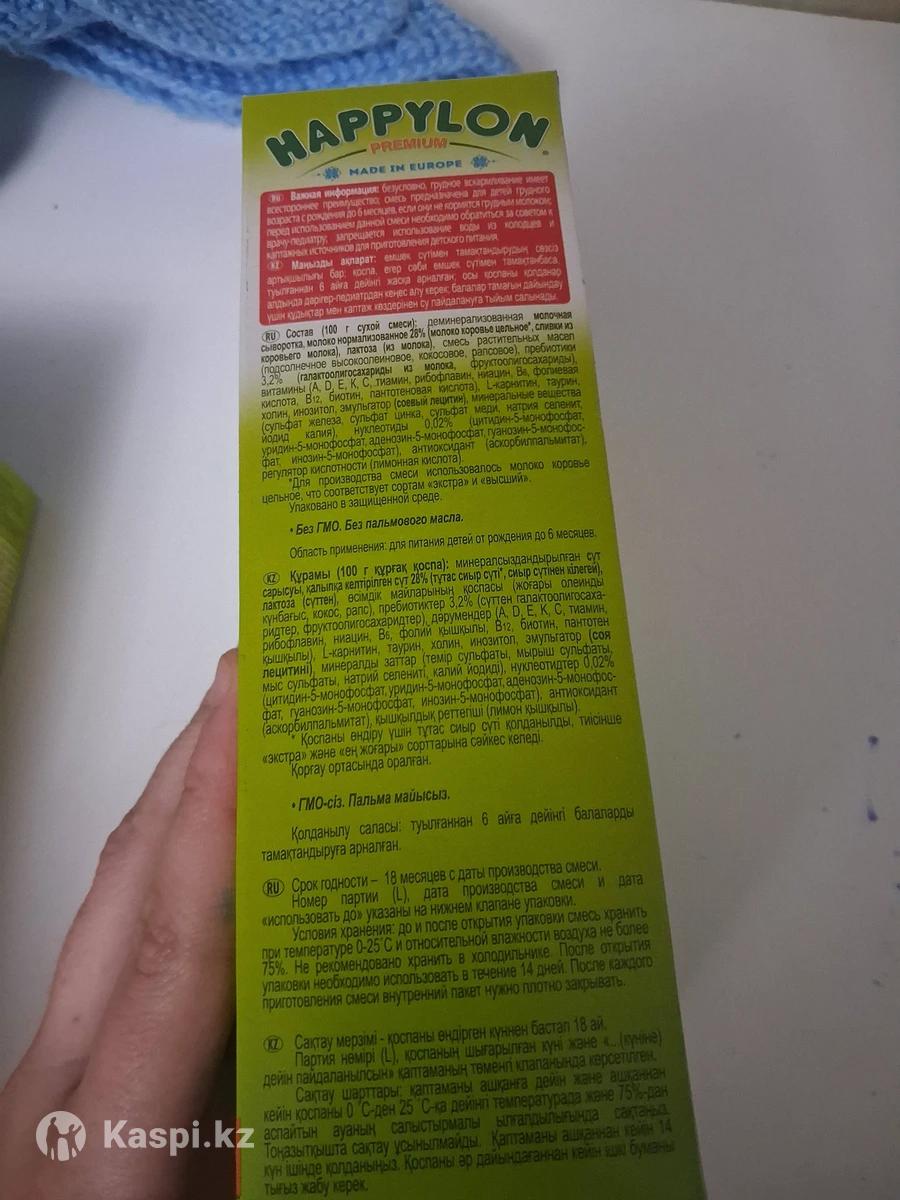 HAPPYLON
PREMIUM
MADE IN EUROPE
RU Важная информация: безусловно, грудное вскармливание имеет
всестороннее преимущество; смесь предназначена для детей грудного
возраста с рождения до 6 месяцев, если они не кормятся грудным молоком;
перед использованием данной смеси необходимо обратиться за советом к
врачу-педиатру; запрещается использование воды из колодцев и
каптажных источников для приготовления детского питания.
KZ Маңызды ақпарат: емшек сүтімен тамақтандырудың сөзсіз
артықшылығы бар; қоспа, егер сәби емшек сүтімен тамақтанбаса,
туылғаннан 6 айға дейінгі жасқа арналған; осы қоспаны қолданар
алдында дәрігер-педиатрдан кеңес алу керек; балалар тамағын дайындау
үшін құдықтар мен каптаж көздерінен су пайдалануға тыйым салынады.
RU Состав (100 г сухой смеси): деминерализованная молочная
сыворотка, молоко нормализованное 28% (молоко коровье цельное*, сливки из
коровьего молока), лактоза (из молока), смесь растительных масел
(подсолнечное высокоолеиновое, кокосовое, рапсовое), пребиотики
3,2% (галактоолигосахариды из молока, фруктоолигосахариды),
витамины (A, D, E, K, C, тиамин, рибофлавин, ниацин, B6, фолиевая
кислота, B12, биотин, пантотеновая кислота), L-карнитин, таурин,
холин, инозитол, эмульгатор (соевый лецитин), минеральные вещества
(сульфат железа, сульфат цинка, сульфат меди, натрия селенит,
йодид калия), нуклеотиды 0,02% (цитидин-5-монофосфат,
уридин-5-монофосфат, аденозин-5-монофосфат, гуанозин-5-монофос-
фат, инозин-5-монофосфат), антиоксидант (аскорбилпальмитат),
регулятор кислотности (лимонная кислота).
*Для производства смеси использовалось молоко коровье
цельное, что соответствует сортам «экстра» и «высший».
Упаковано в защищенной среде.
• Без ГМО. Без пальмового масла.
Область применения: для питания детей от рождения до 6 месяцев.
KZ Құрамы (100 г құрғақ қоспа): минералсыздандырылған сүт
сарысуы, қалыпқа келтірілген сүт 28% (тұтас сиыр сүті*, сиыр сүтінен кілегей),
лактоза (сүттен), өсімдік майларының қоспасы (жоғары олеинды
күнбағыс, кокос, рапс), пребиотиктер 3,2% (сүттен галактоолигосаха-
ридтер, фруктоолигосахаридтер), дәрумендер (A, D, E, K, C, тиамин,
рибофлавин, ниацин, B6, фолий қышқылы, B12, биотин, пантотен
қышқылы), L-карнитин, таурин, холин, инозитол, эмульгатор (соя
лецитині), минералды заттар (темір сульфаты, мырыш сульфаты,
мыс сульфаты, натрий селениті, калий йодиді), нуклеотидтер 0,02%
(цитидин-5-монофосфат, уридин-5-монофосфат, аденозин-5-монофос-
фат, гуанозин-5-монофосфат, инозин-5-монофосфат), антиоксидант
(аскорбилпальмитат), қышқылдық реттегіші (лимон қышқылы).
* Қоспаны өндіру үшін тұтас сиыр сүті қолданылды, тиісінше
«экстра» және «ең жоғары» сорттарына сәйкес келеді.
Қорғау ортасында оралған.
• ГМО-сіз. Пальма майысыз.
Қолданылу саласы: туылғаннан 6 айға дейінгі балаларды
тамақтандыруға арналған.
RU Срок годности – 18 месяцев с даты производства смеси.
Номер партии (L), дата производства смеси и дата
«использовать до» указаны на нижнем клапане упаковки.
Условия хранения: до и после открытия упаковки смесь хранить
при температуре 0-25˚C и относительной влажности воздуха не более
75%. Не рекомендовано хранить в холодильнике. После открытия
упаковки необходимо использовать в течение 14 дней. После каждого
приготовления смеси внутренний пакет нужно плотно закрывать.
KZ Сақтау мерзімі - қоспаны өндірген күннен бастап 18 ай.
Партия нөмірі (L), қоспаның шығарылған күні және «...(күніне)
дейін пайдаланылсын» қаптаманың төменгі клапанында көрсетілген.
Сақтау шарттары: қаптаманы ашқанға дейін және ашқаннан
кейін қоспаны 0 ˚С-ден 25 ˚С-қа дейінгі температурада және 75%-дан
аспайтын ауаның салыстырмалы ылғалдылығында сақтаңыз.
Тоңазытқышта сақтау ұсынылмайды. Қаптаманы ашқаннан кейін 14
күн ішінде қолданыңыз. Қоспаны әр дайындағаннан кейін ішкі буманы
тығыз жабу керек.
Kaspi.kz